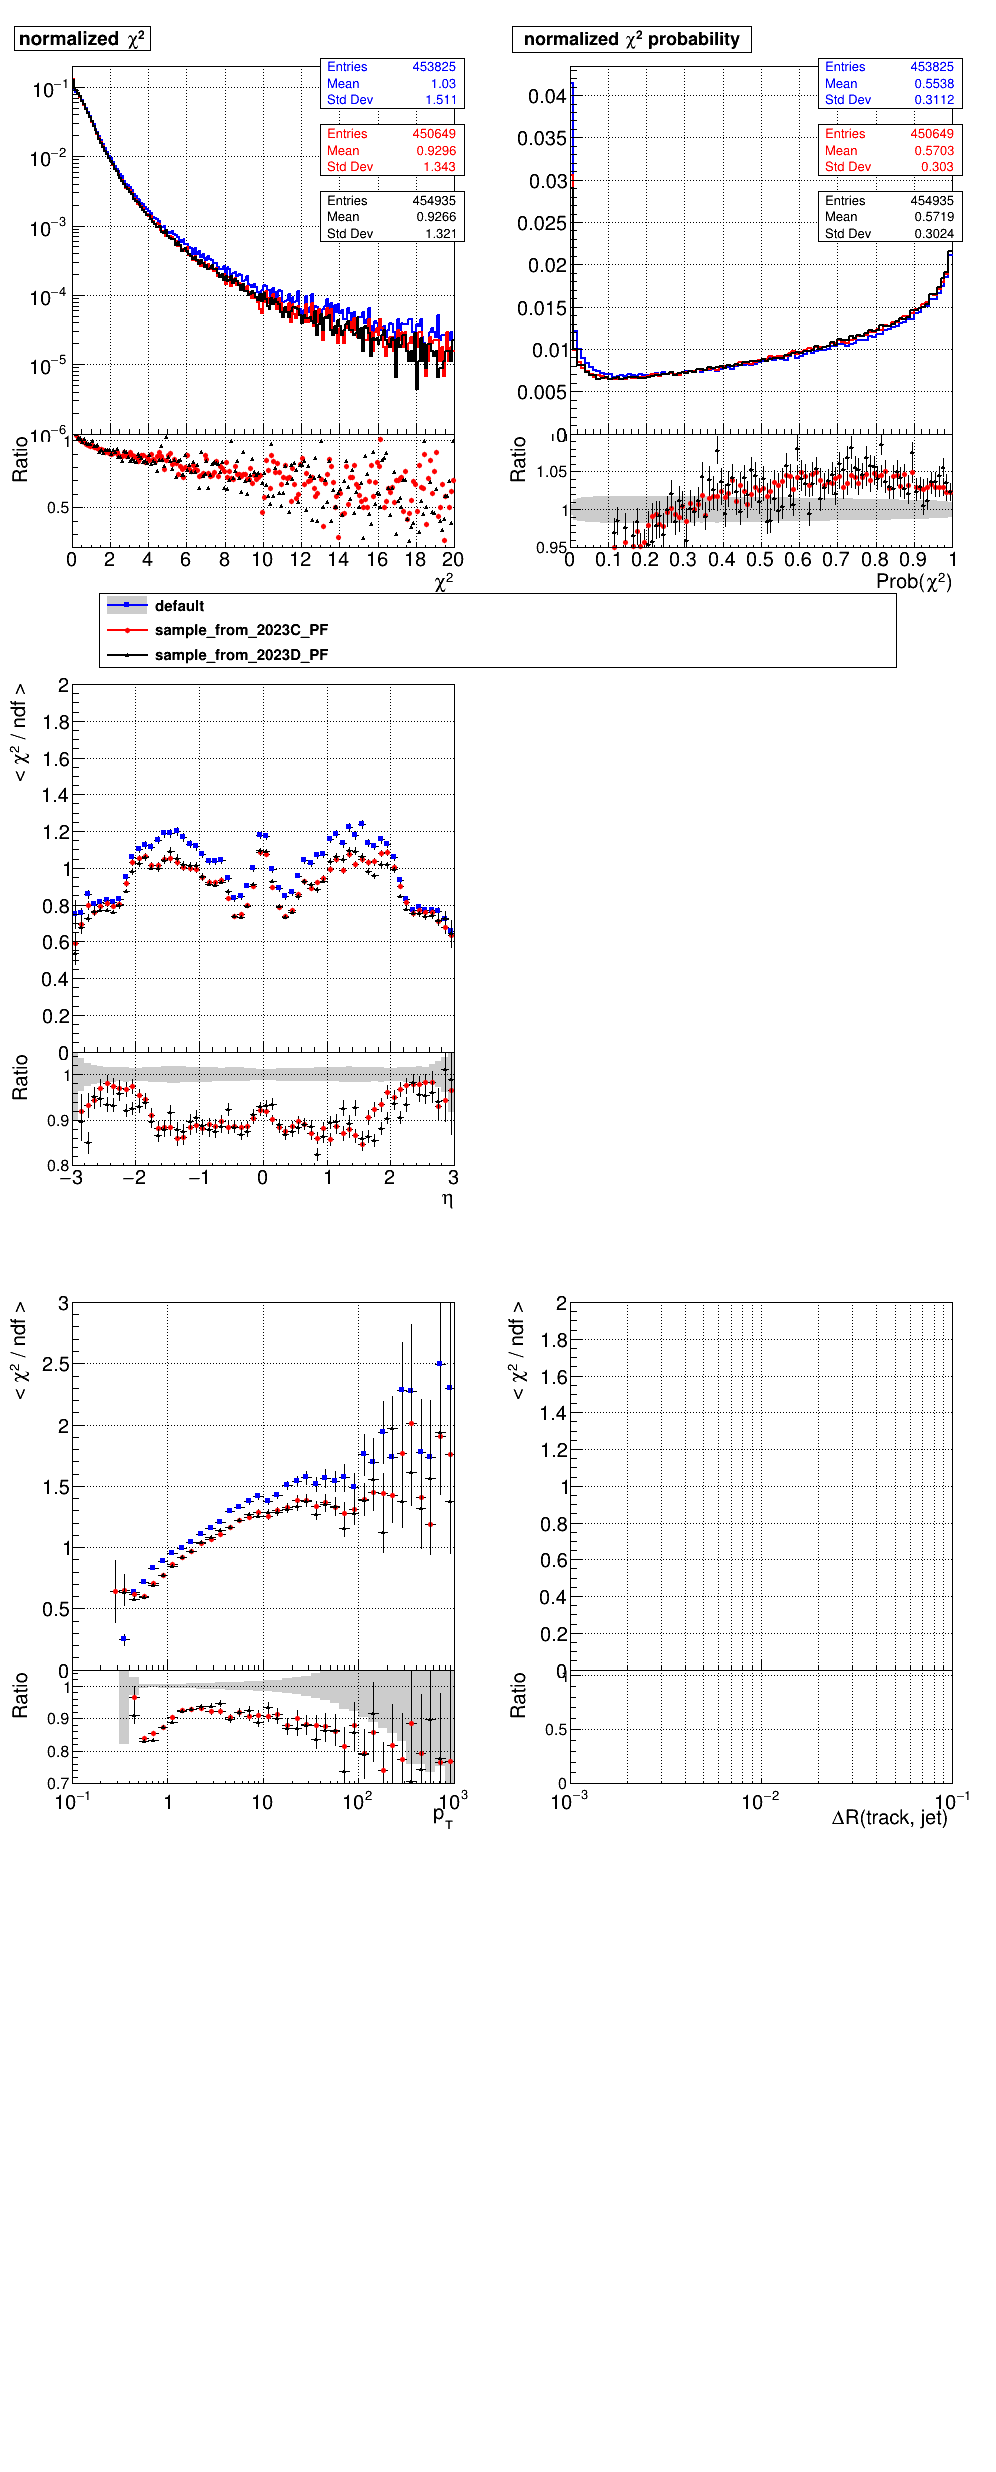 normalized χ²
normalized χ² probability
Entries 453825
Mean 1.03
Std Dev 1.511
Entries 450649
Mean 0.9296
Std Dev 1.343
Entries 454935
Mean 0.9266
Std Dev 1.321
10⁻¹
10⁻²
10⁻³
10⁻⁴
10⁻⁵
10⁻⁶
Ratio
1
0.5
0 2 4 6 8 10 12 14 16 18 20
χ²
Entries 453825
Mean 0.5538
Std Dev 0.3112
Entries 450649
Mean 0.5703
Std Dev 0.303
Entries 454935
Mean 0.5719
Std Dev 0.3024
0.04
0.035
0.03
0.025
0.02
0.015
0.01
0.005
0
Ratio
1.05
1
0.95
0 0.1 0.2 0.3 0.4 0.5 0.6 0.7 0.8 0.9 1
Prob(χ²)
default
sample_from_2023C_PF
sample_from_2023D_PF
< χ² / ndf >
2
1.8
1.6
1.4
1.2
1
0.8
0.6
0.4
0.2
0
Ratio
1
0.9
0.8
−3 −2 −1 0 1 2 3
η
< χ² / ndf >
3
2.5
2
1.5
1
0.5
0
Ratio
1
0.9
0.8
0.7
10⁻¹ 1 10 10² 10³
p_T
< χ² / ndf >
2
1.8
1.6
1.4
1.2
1
0.8
0.6
0.4
0.2
0
Ratio
1
0.5
0
10⁻³ 10⁻² 10⁻¹
ΔR(track, jet)